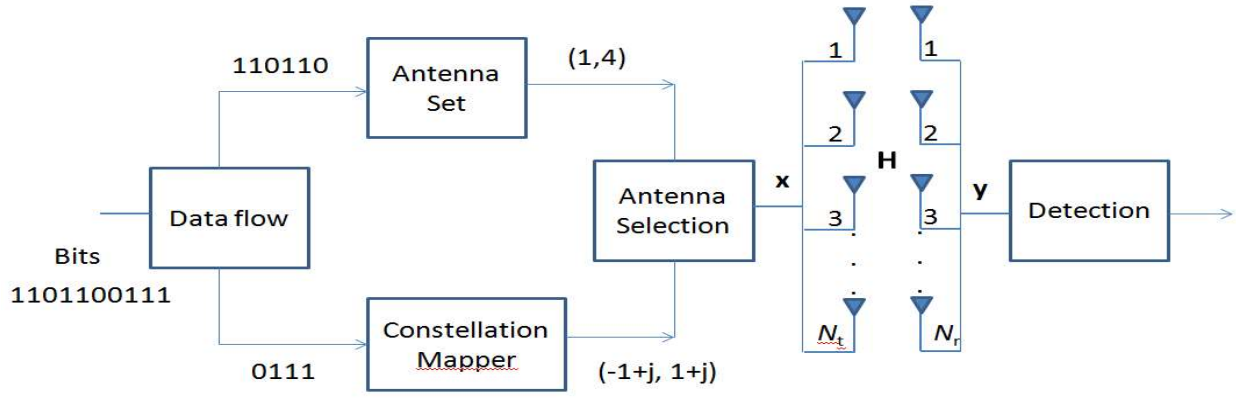 110110
Antenna
Set
(1,4)
Data flow
Bits
1101100111
0111
Constellation
Mapper
(-1+j, 1+j)
Antenna
Selection
x
1
2
3
. 
.
.
Nt
H
1
2
3
.
.
.
Nr
y
Detection